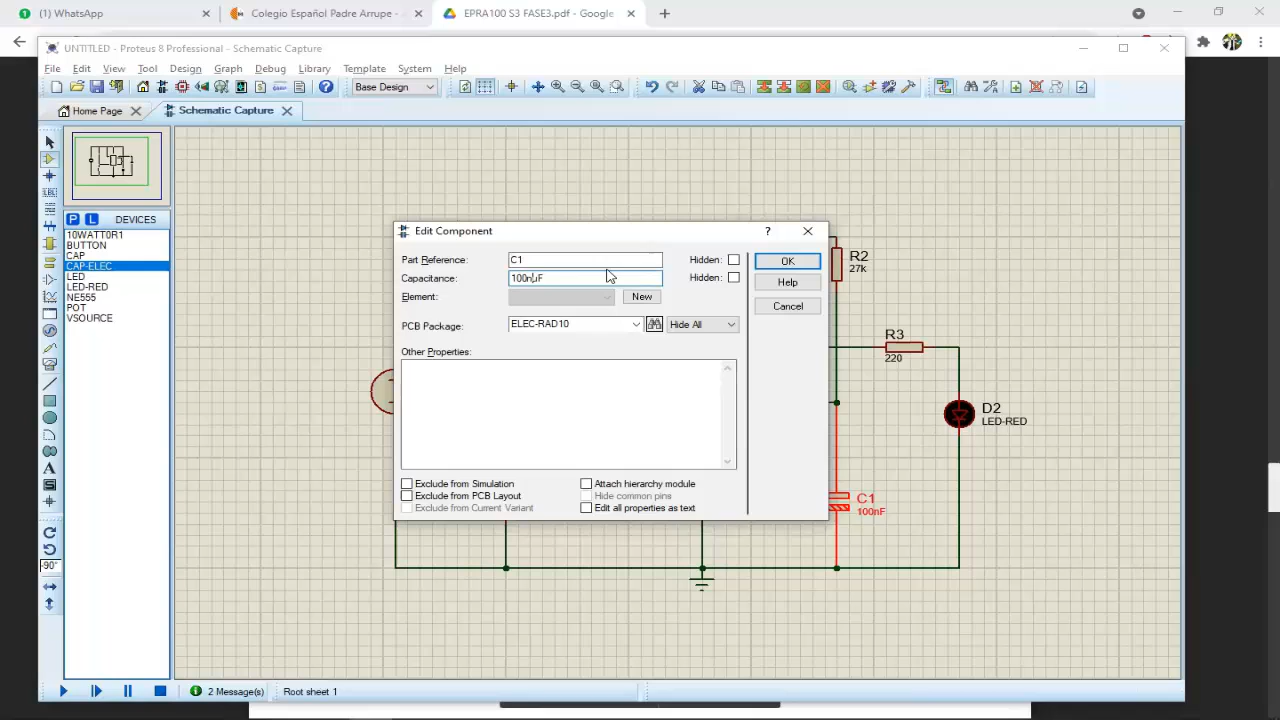 (1) WhatsApp
Colegio Español Padre Arrupe -
EPRA100 S3 FASE3.pdf - Google
UNTITLED - Proteus 8 Professional - Schematic Capture
File Edit View Tool Design Graph Debug Library Template System Help
Base Design
Home Page
Schematic Capture
P L DEVICES
10WATT0R1
BUTTON
CAP
CAP-ELEC
LED
LED-RED
NE555
POT
VSOURCE
-90°
Edit Component
Part Reference: C1 Hidden:
Capacitance: 100nuF Hidden:
Element: New
PCB Package: ELEC-RAD10 Hide All
Other Properties:
OK
Help
Cancel
Exclude from Simulation
Exclude from PCB Layout
Exclude from Current Variant
Attach hierarchy module
Hide common pins
Edit all properties as text
R2
27k
R3
220
D2
LED-RED
C1
100nF
2 Message(s) Root sheet 1